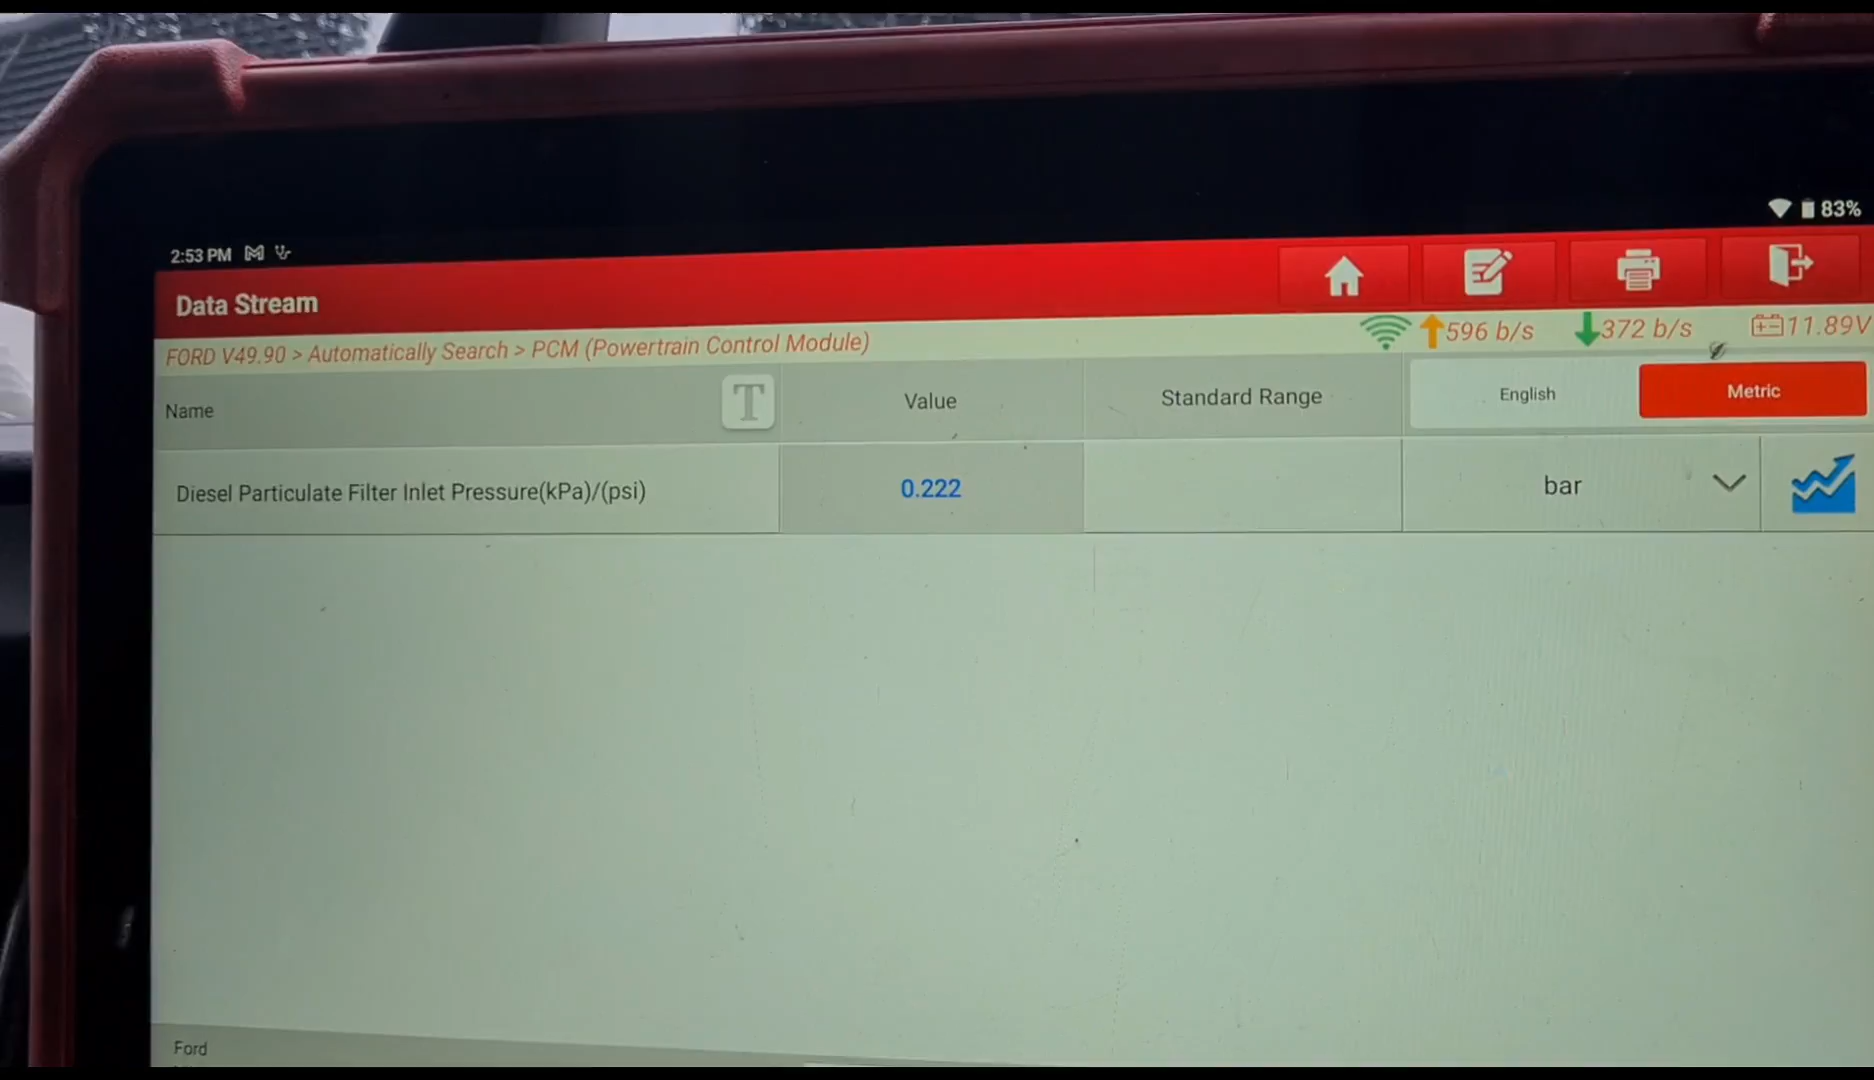 83%
2:53 PM
Data Stream
FORD V49.90 > Automatically Search > PCM (Powertrain Control Module)
596 b/s 372 b/s 11.89V
Name T Value Standard Range English Metric
Diesel Particulate Filter Inlet Pressure(kPa)/(psi) 0.222 bar
Ford